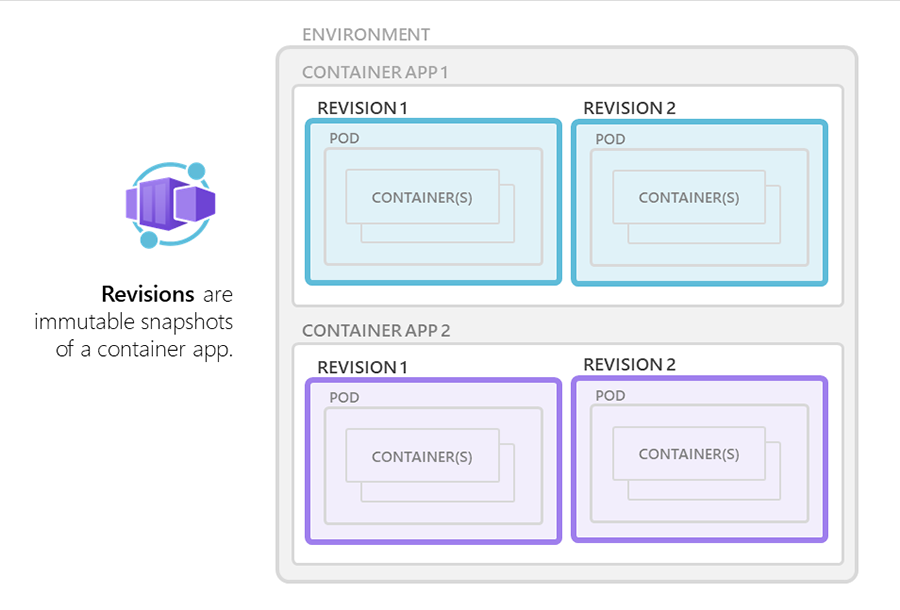 ENVIRONMENT
CONTAINER APP 1
REVISION 1
REVISION 2
POD
POD
CONTAINER(S)
CONTAINER(S)
Revisions are
immutable snapshots
of a container app.
CONTAINER APP 2
REVISION 1
REVISION 2
POD
POD
CONTAINER(S)
CONTAINER(S)